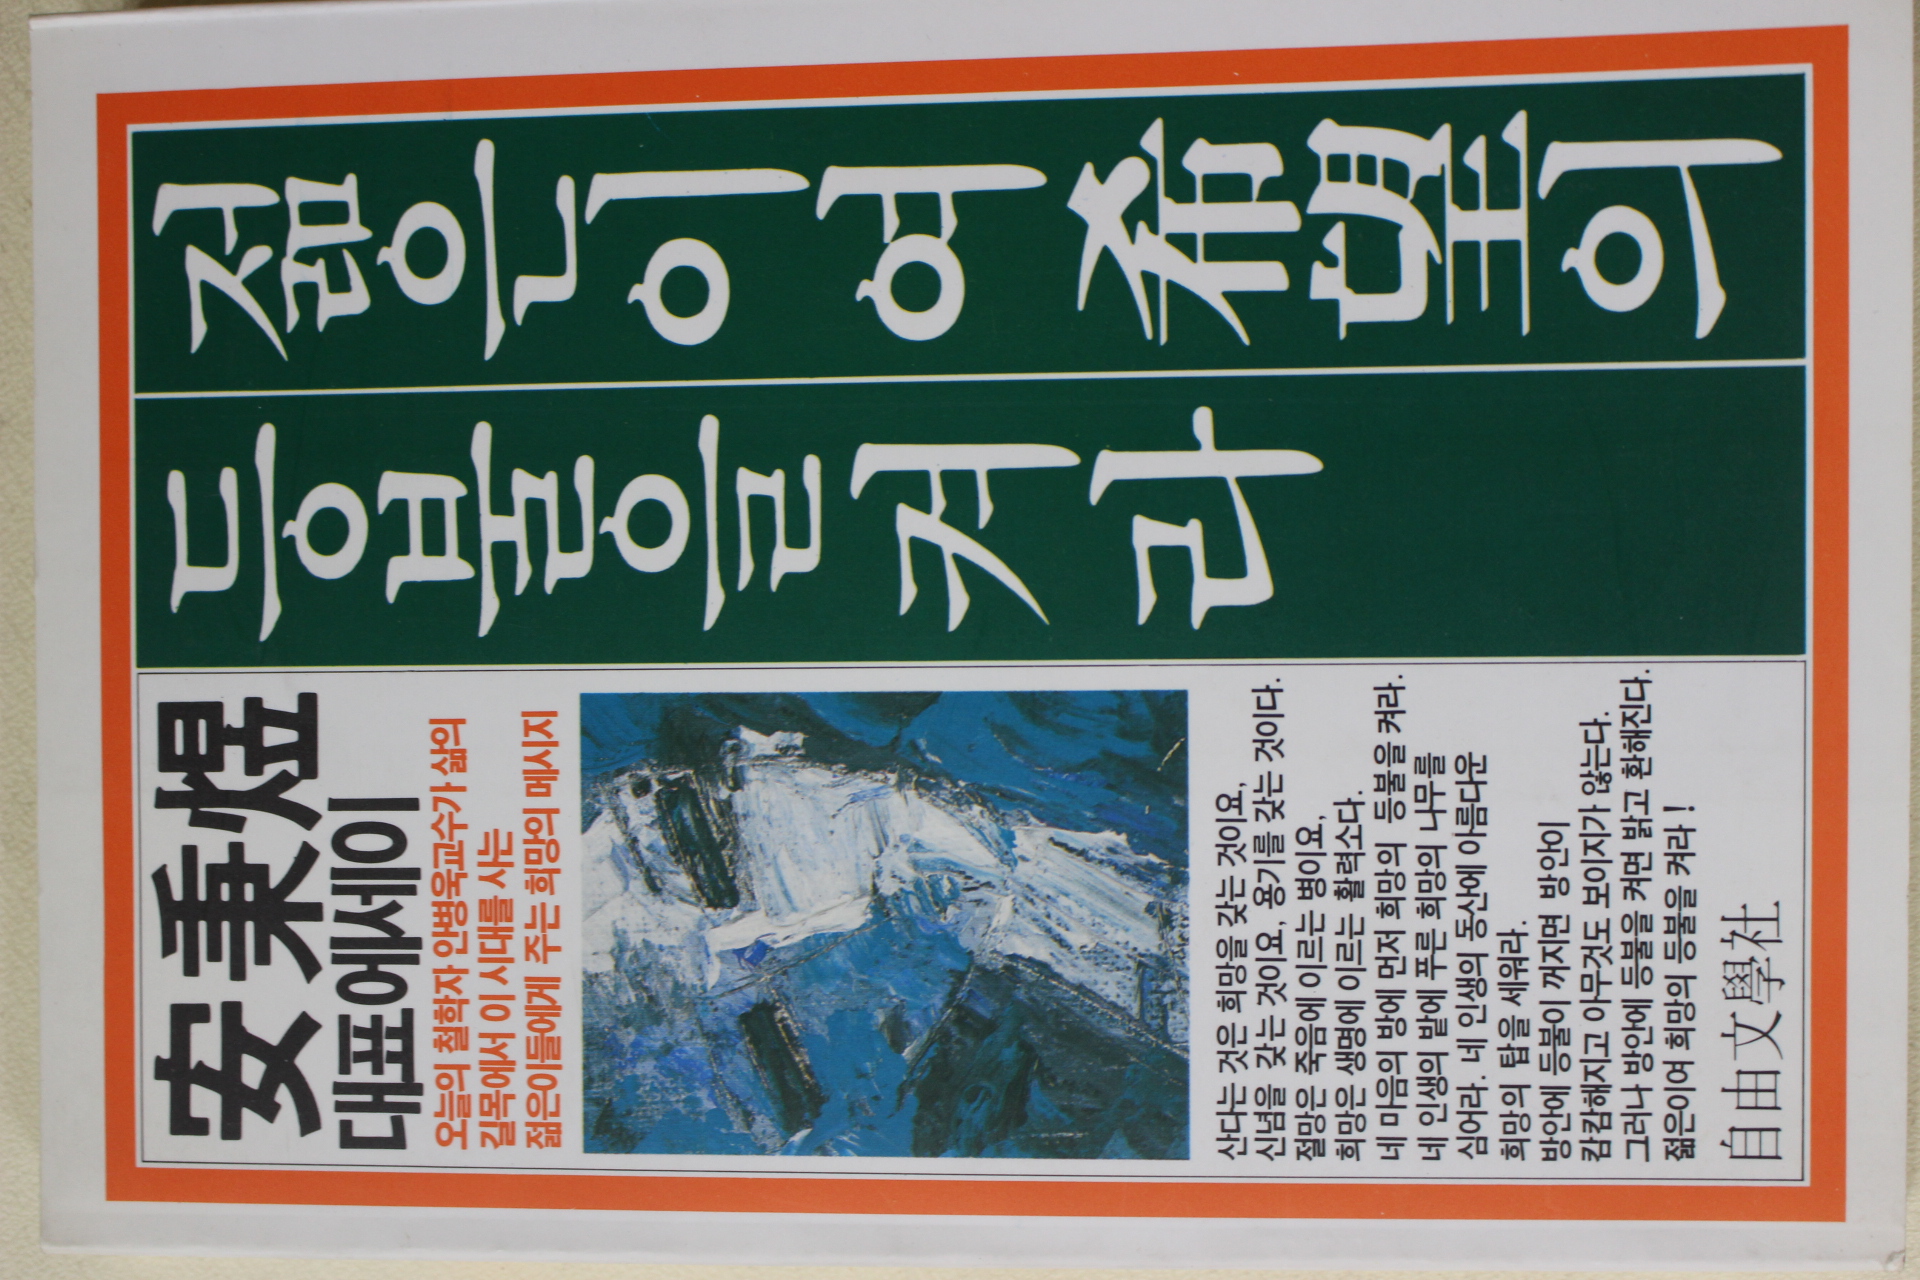 젊은이여 希望의
등불을 켜라
安秉煜
대표에세이
오늘의 철학자 안병욱교수가 삶의
길목에서 이 시대를 사는
젊은이들에게 주는 희망의 메시지
산다는 것은 희망을 갖는 것이요,
신념을 갖는 것이요, 용기를 갖는 것이다.
절망은 죽음에 이르는 병이요,
희망은 생명에 이르는 활력소다.
네 마음의 방에 먼저 희망의 등불을 켜라.
네 인생의 밭에 푸른 희망의 나무를
심어라. 네 인생의 동산에 아름다운
희망의 탑을 세워라.
방안에 등불이 꺼지면 방안이
캄캄해지고 아무것도 보이지가 않는다.
그러나 방안에 등불을 켜면 밝고 환해진다.
젊은이여 희망의 등불을 켜라!
自由文學社